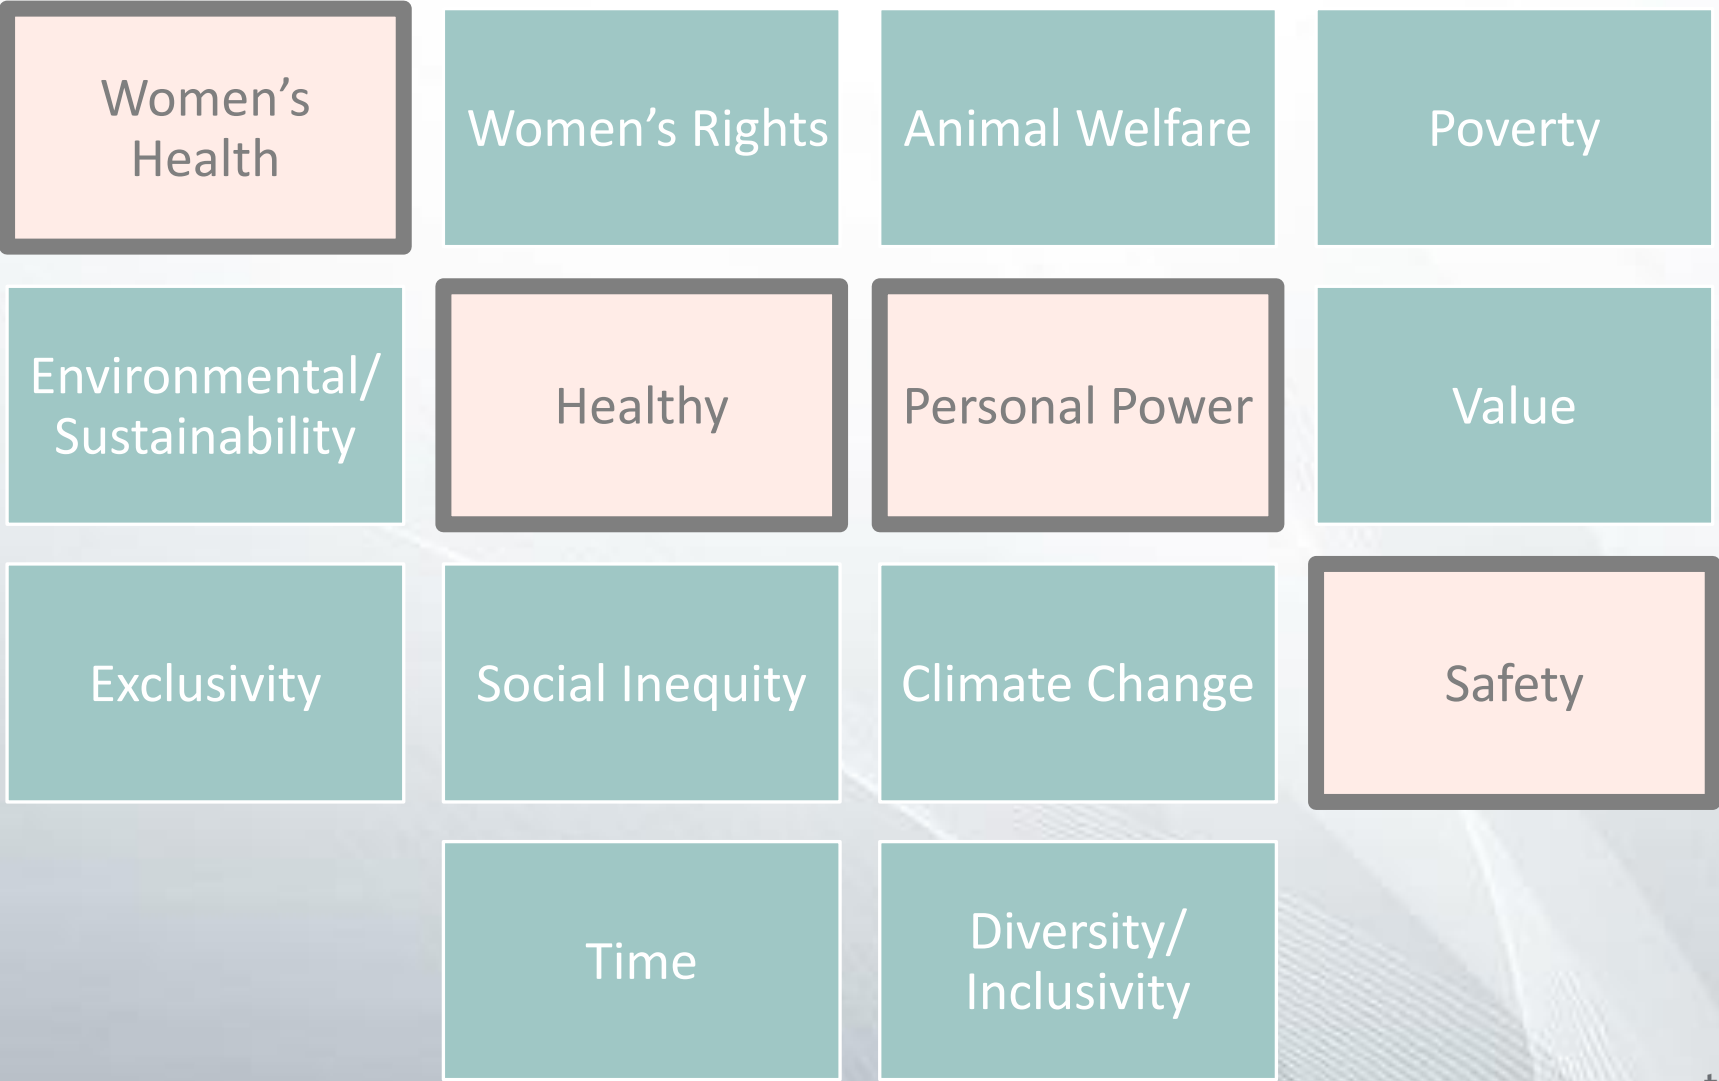 Women’s
Health
Women’s Rights
Animal Welfare
Poverty
Environmental/
Sustainability
Healthy
Personal Power
Value
Exclusivity
Social Inequity
Climate Change
Safety
Time
Diversity/
Inclusivity